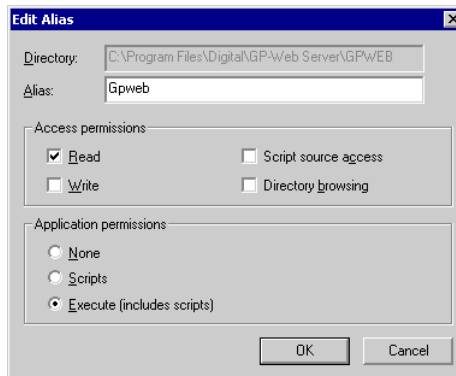 Edit Alias
Directory: C:\Program Files\Digital\GP-Web Server\GPWEB
Alias: Gpweb
Access permissions
Read Script source access
Write Directory browsing
Application permissions
None
Scripts
Execute (includes scripts)
OK Cancel